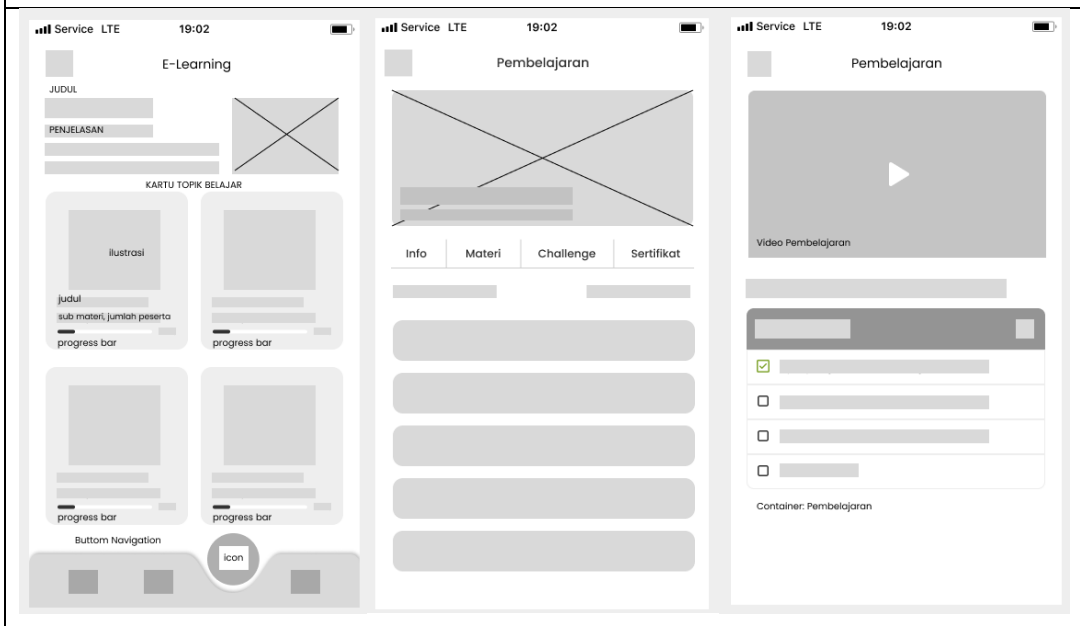 Service LTE 19:02
E-Learning
JUDUL
PENJELASAN
KARTU TOPIK BELAJAR
ilustrasi
judul
sub materi, jumlah peserta
progress bar
progress bar
progress bar
progress bar
Buttom Navigation
icon
Service LTE 19:02
Pembelajaran
Info Materi Challenge Sertifikat
Service LTE 19:02
Pembelajaran
Video Pembelajaran
Container: Pembelajaran